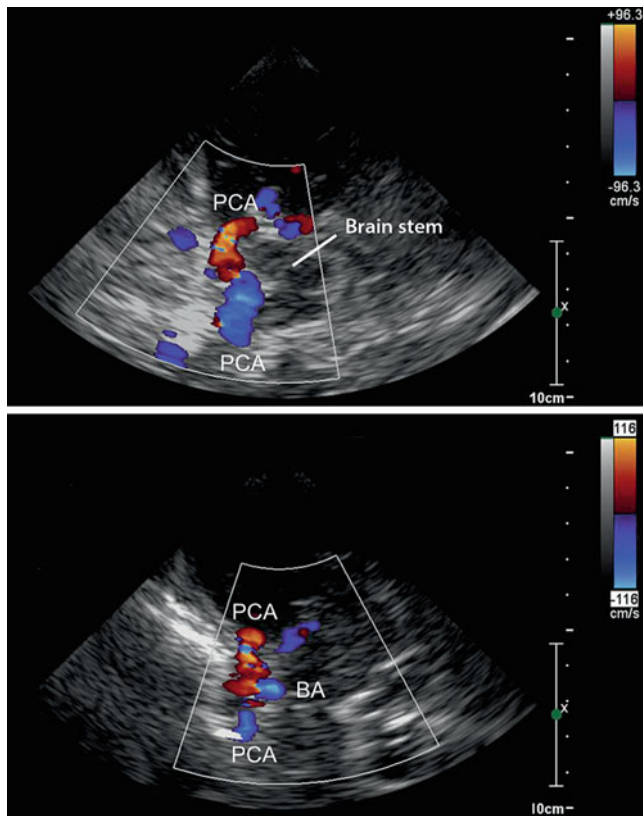 +96.3
PCA
-96.3
cm/s
Brain stem
x
PCA
10cm
116
PCA
-116
cm/s
BA
x
PCA
10cm